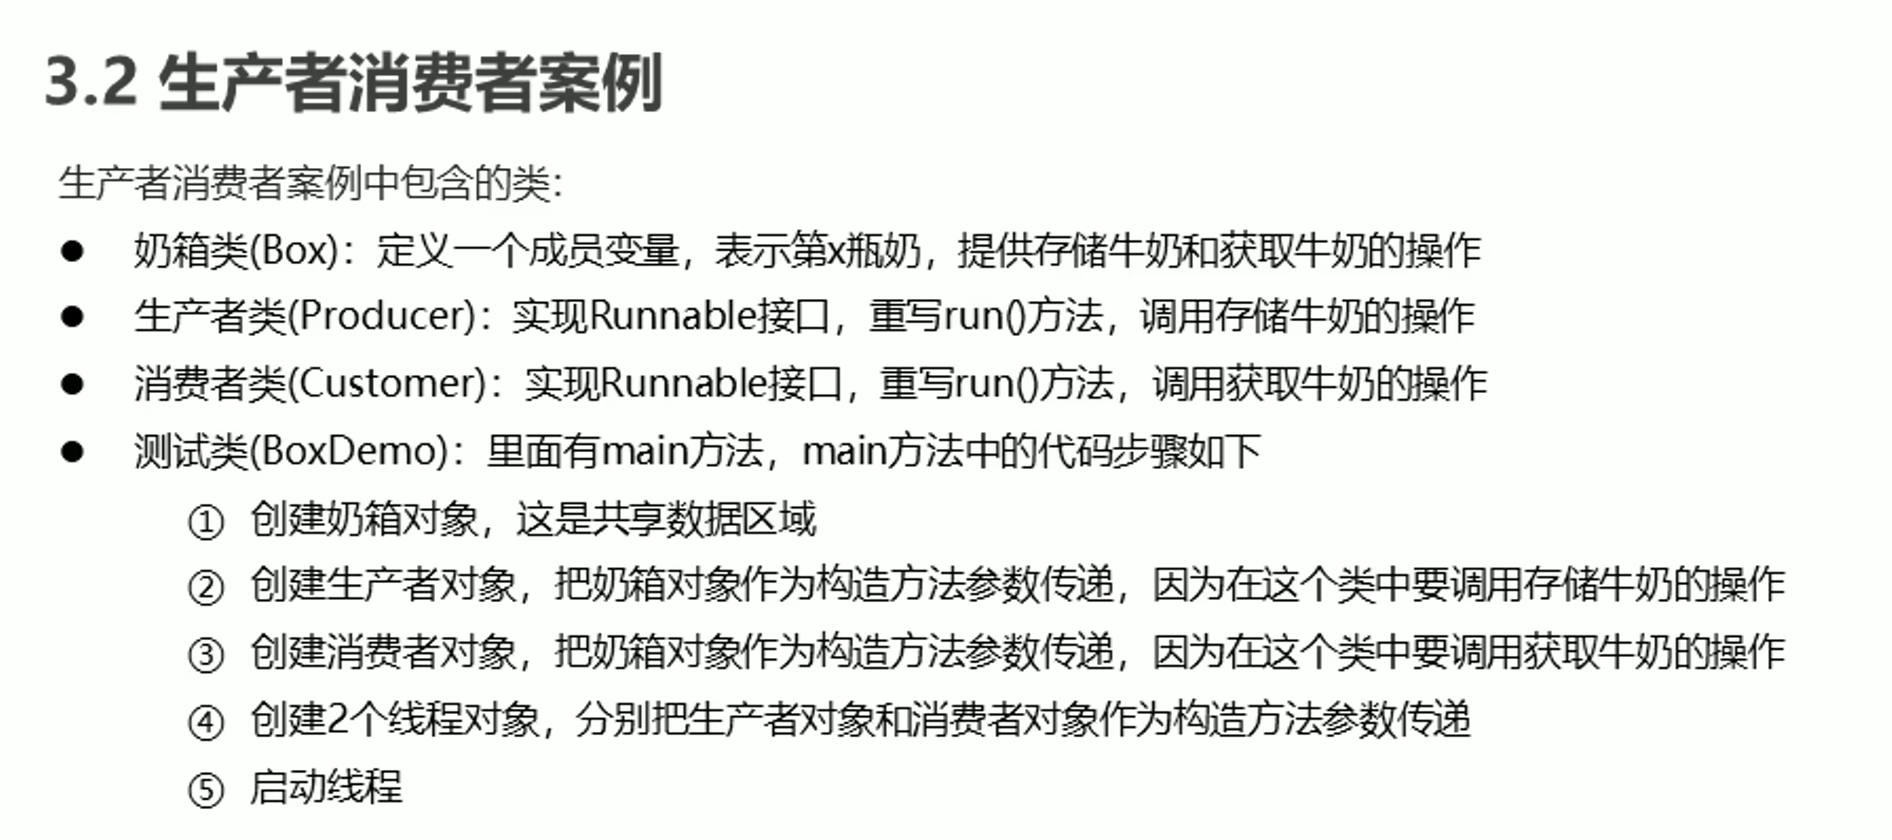 3.2 生产者消费者案例
生产者消费者案例中包含的类：
● 奶箱类(Box)：定义一个成员变量，表示第x瓶奶，提供存储牛奶和获取牛奶的操作
● 生产者类(Producer)：实现Runnable接口，重写run()方法，调用存储牛奶的操作
● 消费者类(Customer)：实现Runnable接口，重写run()方法，调用获取牛奶的操作
● 测试类(BoxDemo)：里面有main方法，main方法中的代码步骤如下
① 创建奶箱对象，这是共享数据区域
② 创建生产者对象，把奶箱对象作为构造方法参数传递，因为在这个类中要调用存储牛奶的操作
③ 创建消费者对象，把奶箱对象作为构造方法参数传递，因为在这个类中要调用获取牛奶的操作
④ 创建2个线程对象，分别把生产者对象和消费者对象作为构造方法参数传递
⑤ 启动线程